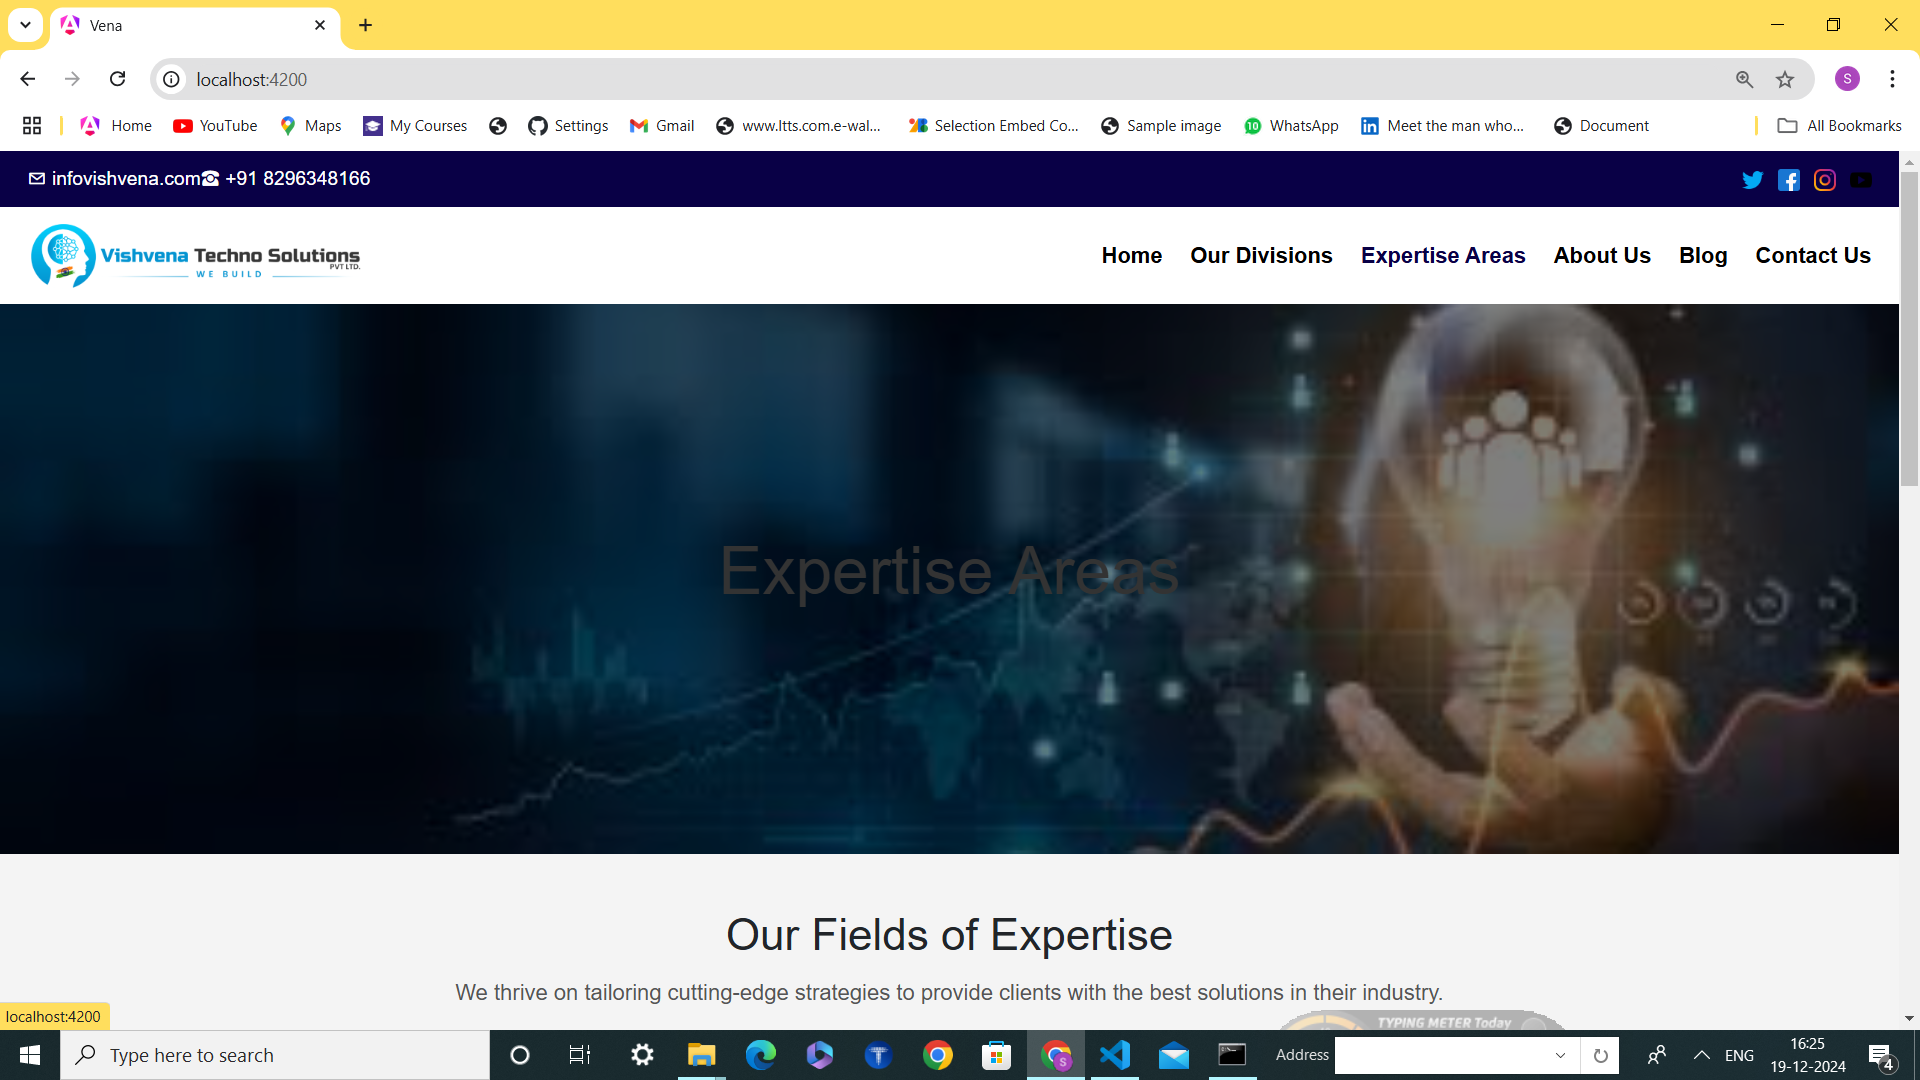 Vena
localhost:4200
S
Home
YouTube
Maps
My Courses
Settings
Gmail
www.ltts.com.e-wal...
Selection Embed Co...
Sample image
10
WhatsApp
Meet the man who...
Document
All Bookmarks
infovishvena.com
+91 8296348166
Vishvena Techno Solutions
PVT LTD.
WE BUILD
Home
Our Divisions
Expertise Areas
About Us
Blog
Contact Us
Expertise Areas
Our Fields of Expertise
We thrive on tailoring cutting-edge strategies to provide clients with the best solutions in their industry.
localhost:4200
TYPING METER Today
Type here to search
Address
ENG
16:25
19-12-2024
4